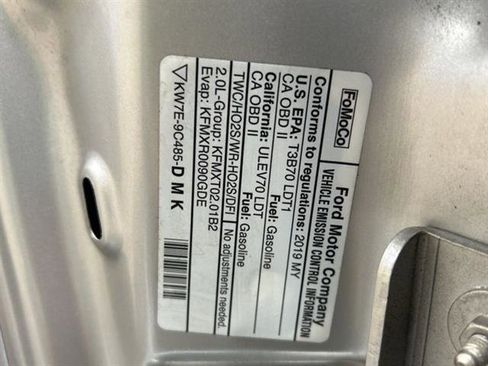 FoMoCo
Ford Motor Company
VEHICLE EMISSION CONTROL INFORMATION
Conforms to regulations: 2019 MY
U.S. EPA: T3B70 LDT1 Fuel: Gasoline
CA OBD II
California: ULEV70 LDT Fuel: Gasoline
CA OBD II
TWC/HO2S/WR-HO2S/DFI No adjustments needed.
2.0L-Group: KFMXT02.01B2
Evap: KFMXR0090GDE
KW7E-9C485-D M K